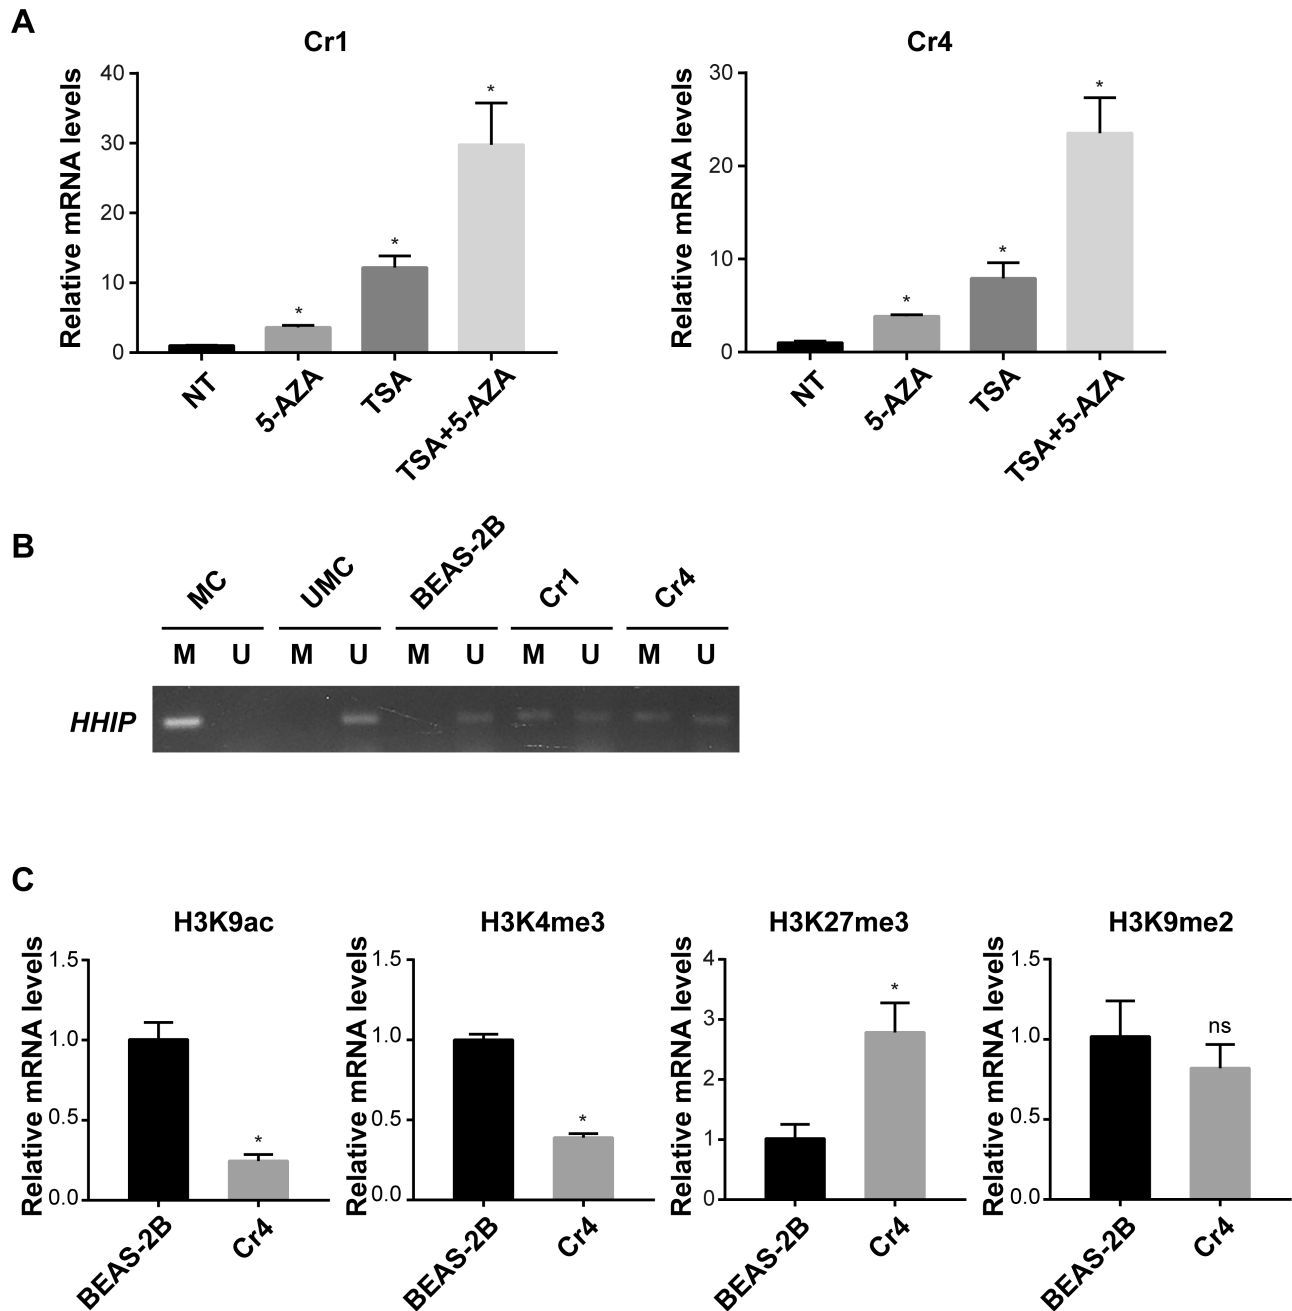 A
Cr1
Cr4
Relative mRNA levels
40
30
20
10
0
*
*
*
NT
5-AZA
TSA
TSA+5-AZA
Relative mRNA levels
30
20
10
0
*
*
*
NT
5-AZA
TSA
TSA+5-AZA
B
MC
UMC
BEAS-2B
Cr1
Cr4
M U M U M U M U M U
HHIP
C
H3K9ac
Relative mRNA levels
1.5
1.0
0.5
0.0
*
BEAS-2B
Cr4
H3K4me3
Relative mRNA levels
1.5
1.0
0.5
0.0
*
BEAS-2B
Cr4
H3K27me3
Relative mRNA levels
4
3
2
1
0
*
BEAS-2B
Cr4
H3K9me2
Relative mRNA levels
1.5
1.0
0.5
0.0
ns
BEAS-2B
Cr4